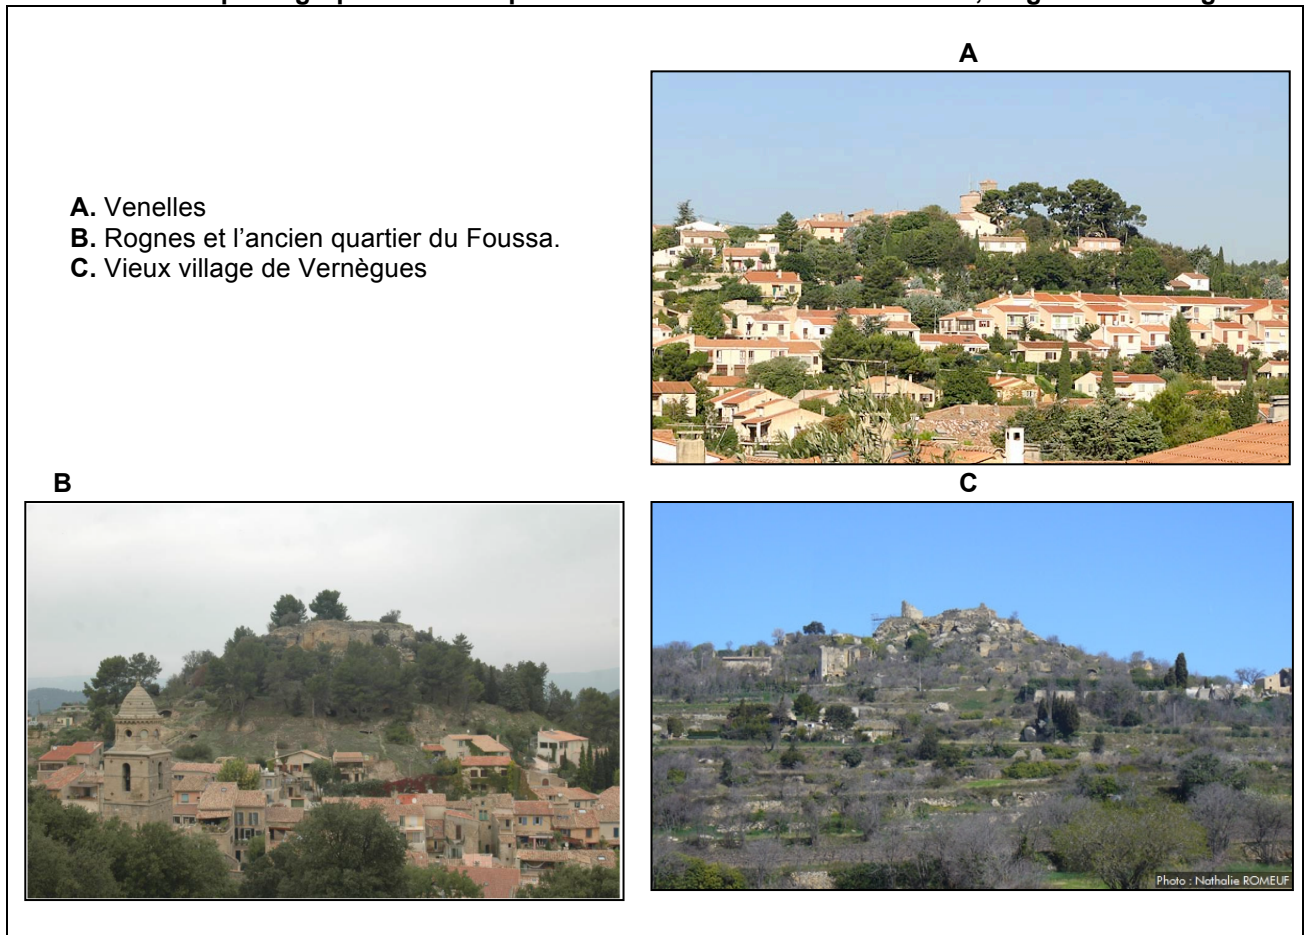 A
A. Venelles
B. Rognes et l'ancien quartier du Foussa.
C. Vieux village de Vernègues
B
C
Photo : Nathalie ROMEUF